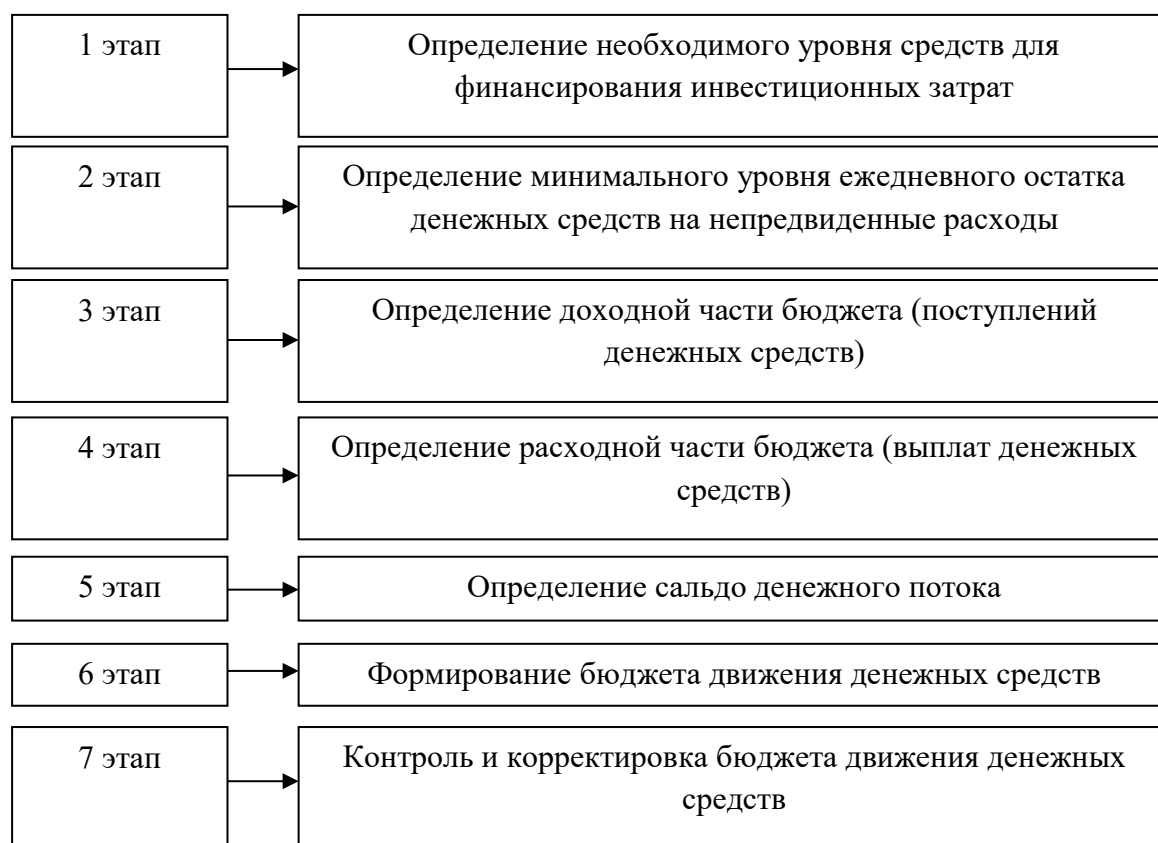 1 этап
Определение необходимого уровня средств для
финансирования инвестиционных затрат
2 этап
Определение минимального уровня ежедневного остатка
денежных средств на непредвиденные расходы
3 этап
Определение доходной части бюджета (поступлений
денежных средств)
4 этап
Определение расходной части бюджета (выплат денежных
средств)
5 этап
Определение сальдо денежного потока
6 этап
Формирование бюджета движения денежных средств
7 этап
Контроль и корректировка бюджета движения денежных
средств